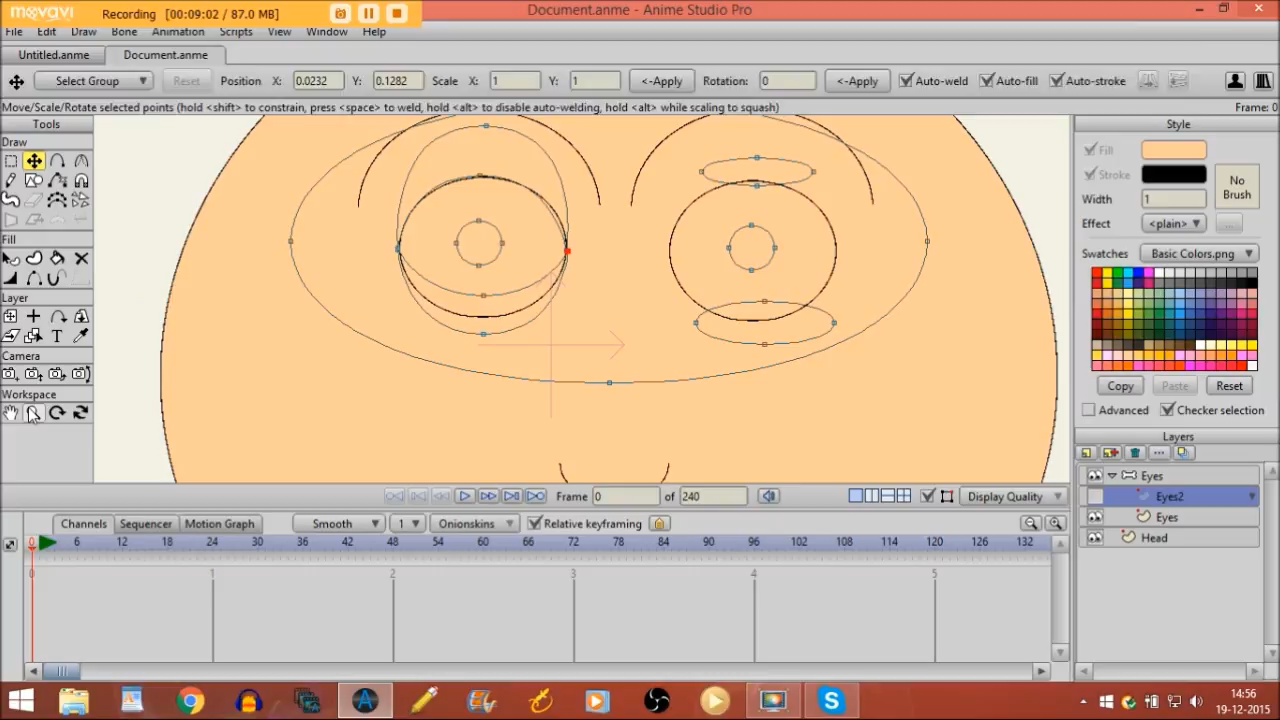 movavi Recording [00:09:02 / 87.0 MB] Document.anme - Anime Studio Pro
File Edit Draw Bone Animation Scripts View Window Help
Untitled.anme Document.anme
Select Group Reset Position X: 0.0232 Y: 0.1282 Scale X: 1 Y: 1 <-Apply Rotation: 0 <-Apply Auto-weld Auto-fill Auto-stroke
Move/Scale/Rotate selected points (hold <shift> to constrain, press <space> to weld, hold <alt> to disable auto-welding, hold <alt> while scaling to squash) Frame: 0
Tools
Draw
Fill
Layer
T
Camera
Workspace
Style
Fill
Stroke
Width 1
No Brush
Effect <plain> ...
Swatches Basic Colors.png
Copy Paste Reset
Advanced Checker selection
Layers
Eyes
Eyes2
Eyes
Head
Frame 0 of 240 Display Quality
Channels Sequencer Motion Graph Smooth 1 Onionskins Relative keyframing
0 6 12 18 24 30 36 42 48 54 60 66 72 78 84 90 96 102 108 114 120 126 132
0 1 2 3 4 5
14:56
19-12-2015